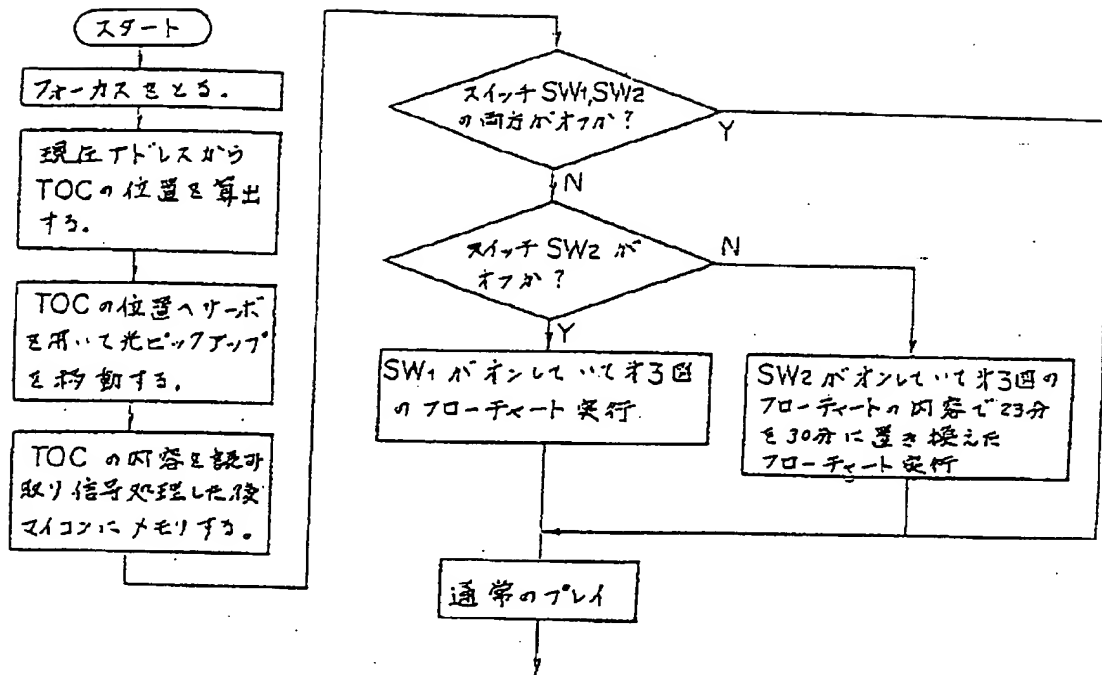 スタート
フォーカスをとる。
現在アドレスから
TOCの位置を算出
する。
TOCの位置へサーボ
を用いて光ピックアップ
を移動する。
TOCの内容を読み
取り信号処理した後
マイコンにメモリする。
スイッチSW1,SW2
の両方がオフか?
Y
N
スイッチSW2が
オフか?
N
Y
SW1がオンしていて第3図
のフローチャート実行
SW2がオンしていて第3図の
フローチャートの内容で23分
を30分に置き換えた
フローチャート実行
通常のプレイ